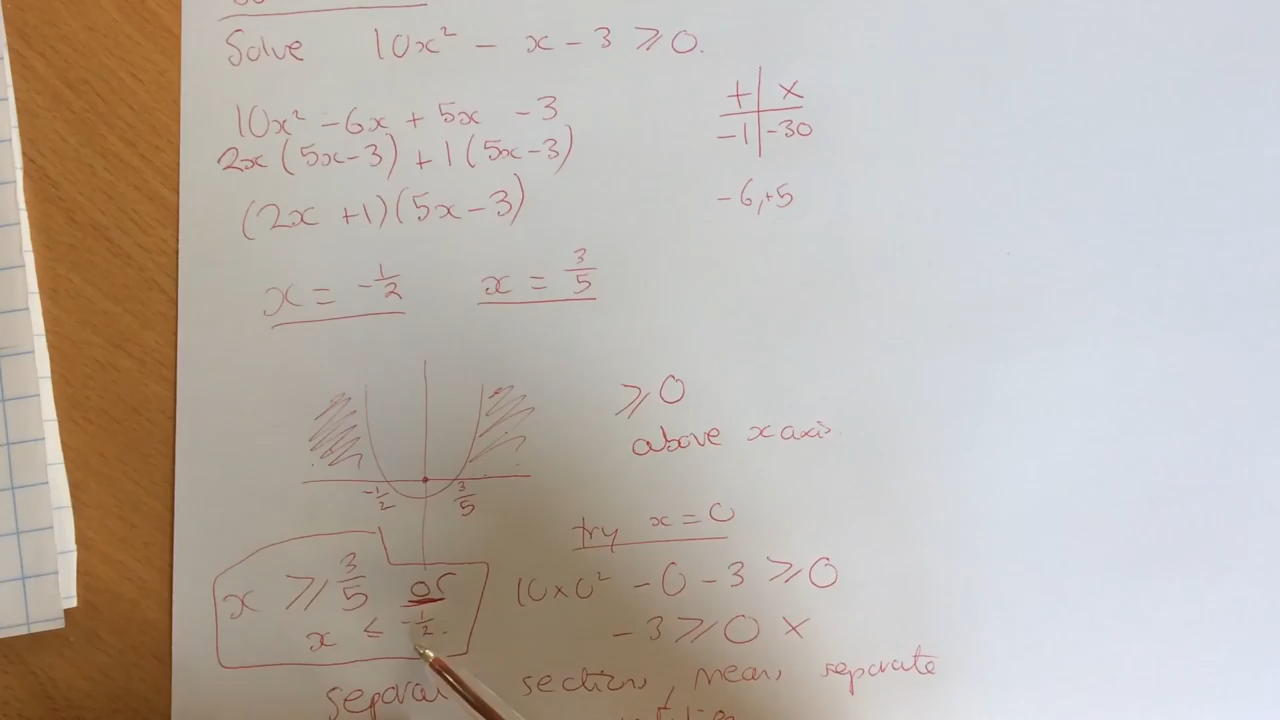 Solve 10x² - x - 3 ⩾ 0.
10x² - 6x + 5x - 3
2x (5x-3) + 1 (5x-3)
(2x +1)(5x-3)
x = -1/2 x = 3/5
+ | x
-1 | -30
-6, +5
-1/2 3/5
⩾ 0
above x axis
x ⩾ 3/5 or
x ≤ -1/2.
try x = 0
10×0² - 0 - 3 ⩾ 0
-3 ⩾ 0 ×
section, means separate